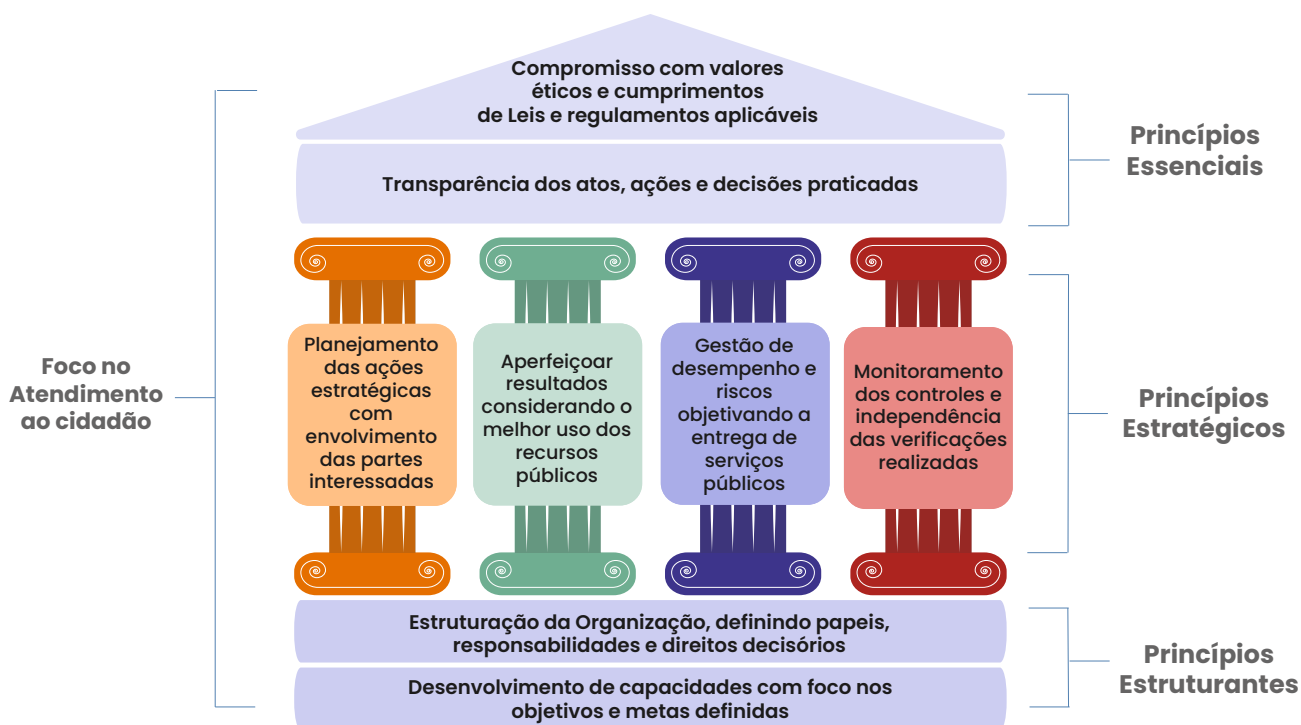 Compromisso com valores
éticos e cumprimentos
de Leis e regulamentos aplicáveis
Transparência dos atos, ações e decisões praticadas
Princípios
Essenciais
Foco no
Atendimento
ao cidadão
Planejamento
das ações
estratégicas
com
envolvimento
das partes
interessadas
Aperfeiçoar
resultados
considerando o
melhor uso dos
recursos
públicos
Gestão de
desempenho e
riscos
objetivando a
entrega de
serviços
públicos
Monitoramento
dos controles e
independência
das verificações
realizadas
Princípios
Estratégicos
Estruturação da Organização, definindo papeis,
responsabilidades e direitos decisórios
Desenvolvimento de capacidades com foco nos
objetivos e metas definidas
Princípios
Estruturantes